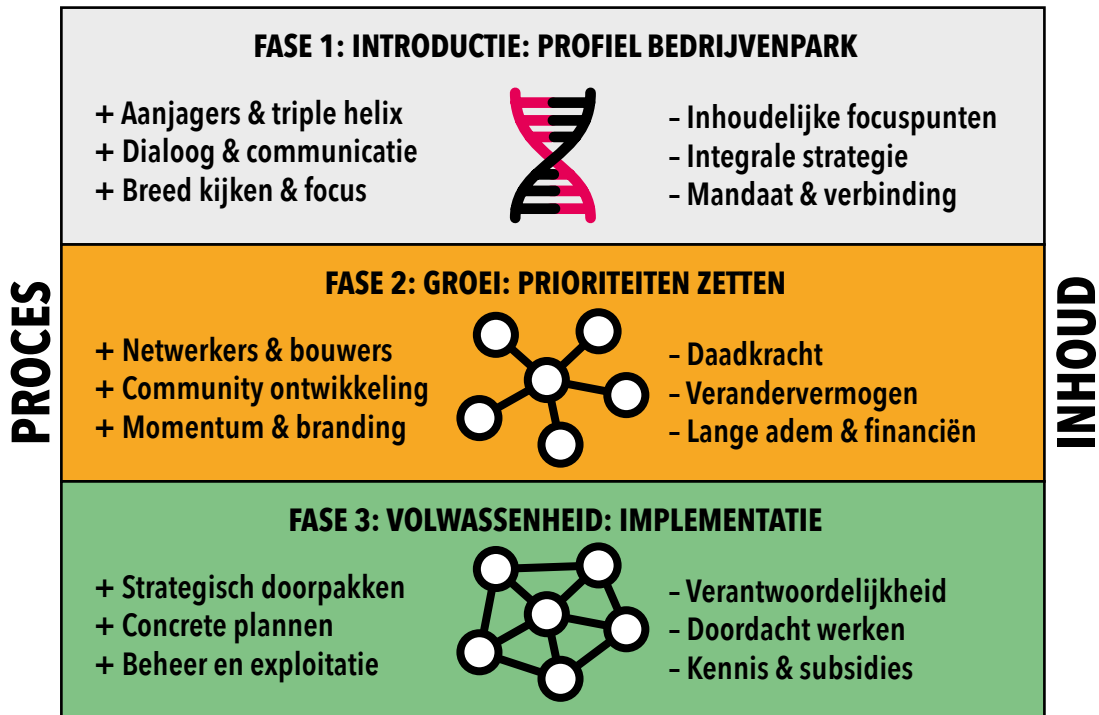 FASE 1: INTRODUCTIE: PROFIEL BEDRIJVENPARK
+ Aanjagers & triple helix
+ Dialoog & communicatie
+ Breed kijken & focus
– Inhoudelijke focuspunten
– Integrale strategie
– Mandaat & verbinding
PROCES
FASE 2: GROEI: PRIORITEITEN ZETTEN
+ Netwerkers & bouwers
+ Community ontwikkeling
+ Momentum & branding
– Daadkracht
– Verandervermogen
– Lange adem & financiën
INHOUD
FASE 3: VOLWASSENHEID: IMPLEMENTATIE
+ Strategisch doorpakken
+ Concrete plannen
+ Beheer en exploitatie
– Verantwoordelijkheid
– Doordacht werken
– Kennis & subsidies